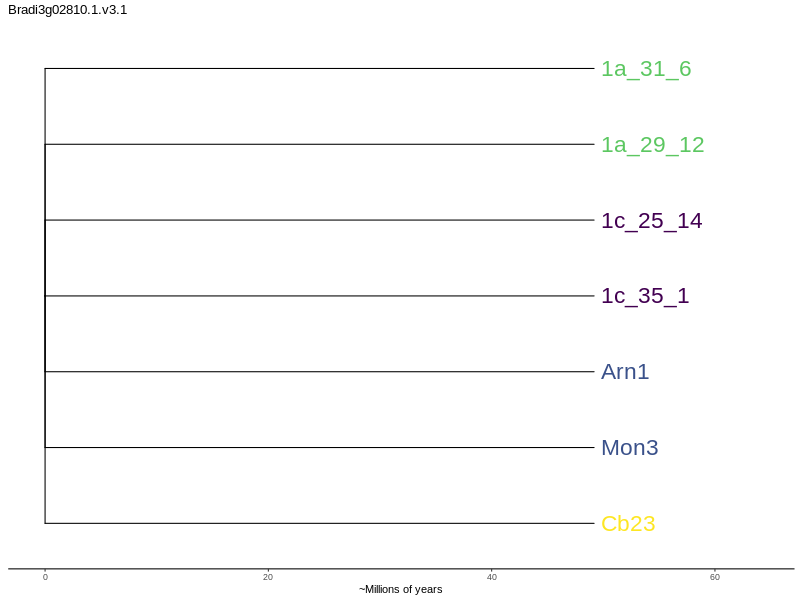 Bradi3g02810.1.v3.1
1a_31_6
1a_29_12
1c_25_14
1c_35_1
Arn1
Mon3
Cb23
0 20 40 60
~Millions of years